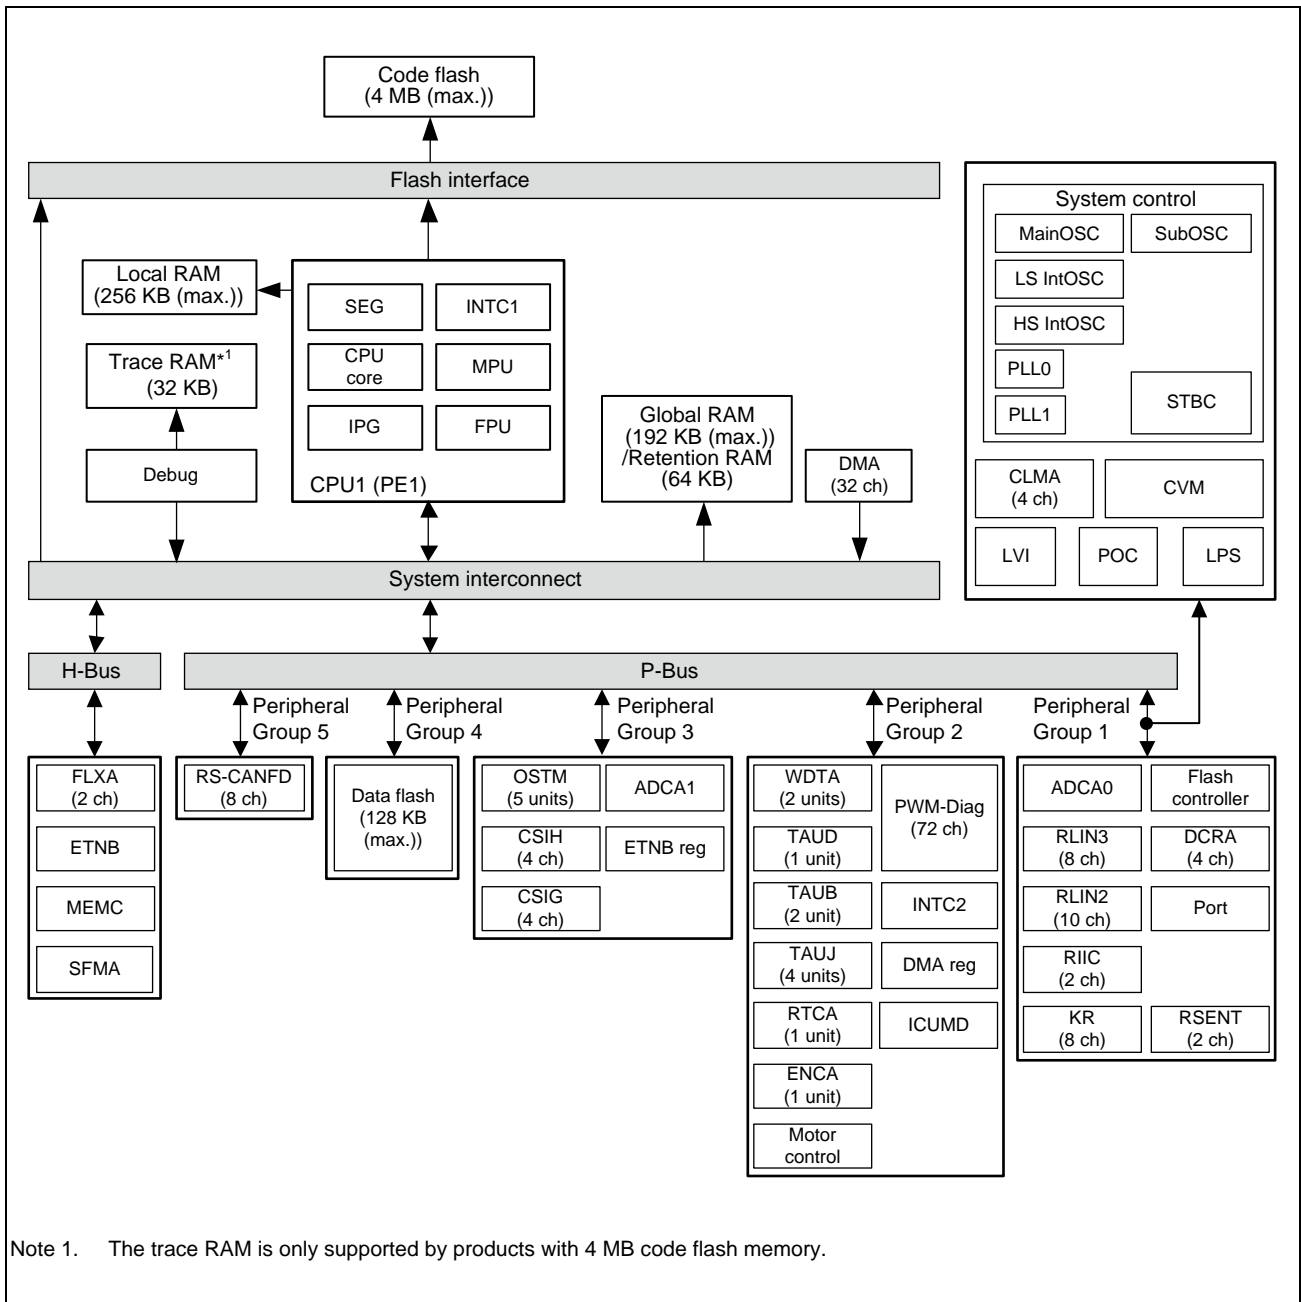 Code flash
(4 MB (max.))
Flash interface
Local RAM
(256 KB (max.))
Trace RAM*1
(32 KB)
Debug
SEG
INTC1
CPU
core
MPU
IPG
FPU
CPU1 (PE1)
Global RAM
(192 KB (max.))
/Retention RAM
(64 KB)
DMA
(32 ch)
System control
MainOSC
SubOSC
LS IntOSC
HS IntOSC
PLL0
PLL1
STBC
CLMA
(4 ch)
CVM
LVI
POC
LPS
System interconnect
H-Bus
P-Bus
Peripheral
Group 5
Peripheral
Group 4
Peripheral
Group 3
Peripheral
Group 2
Peripheral
Group 1
FLXA
(2 ch)
ETNB
MEMC
SFMA
RS-CANFD
(8 ch)
Data flash
(128 KB
(max.))
OSTM
(5 units)
ADCA1
CSIH
(4 ch)
ETNB reg
CSIG
(4 ch)
WDTA
(2 units)
PWM-Diag
(72 ch)
TAUD
(1 unit)
TAUB
(2 unit)
INTC2
TAUJ
(4 units)
DMA reg
RTCA
(1 unit)
ICUMD
ENCA
(1 unit)
Motor
control
ADCA0
Flash
controller
RLIN3
(8 ch)
DCRA
(4 ch)
RLIN2
(10 ch)
Port
RIIC
(2 ch)
KR
(8 ch)
RSENT
(2 ch)
Note 1. The trace RAM is only supported by products with 4 MB code flash memory.